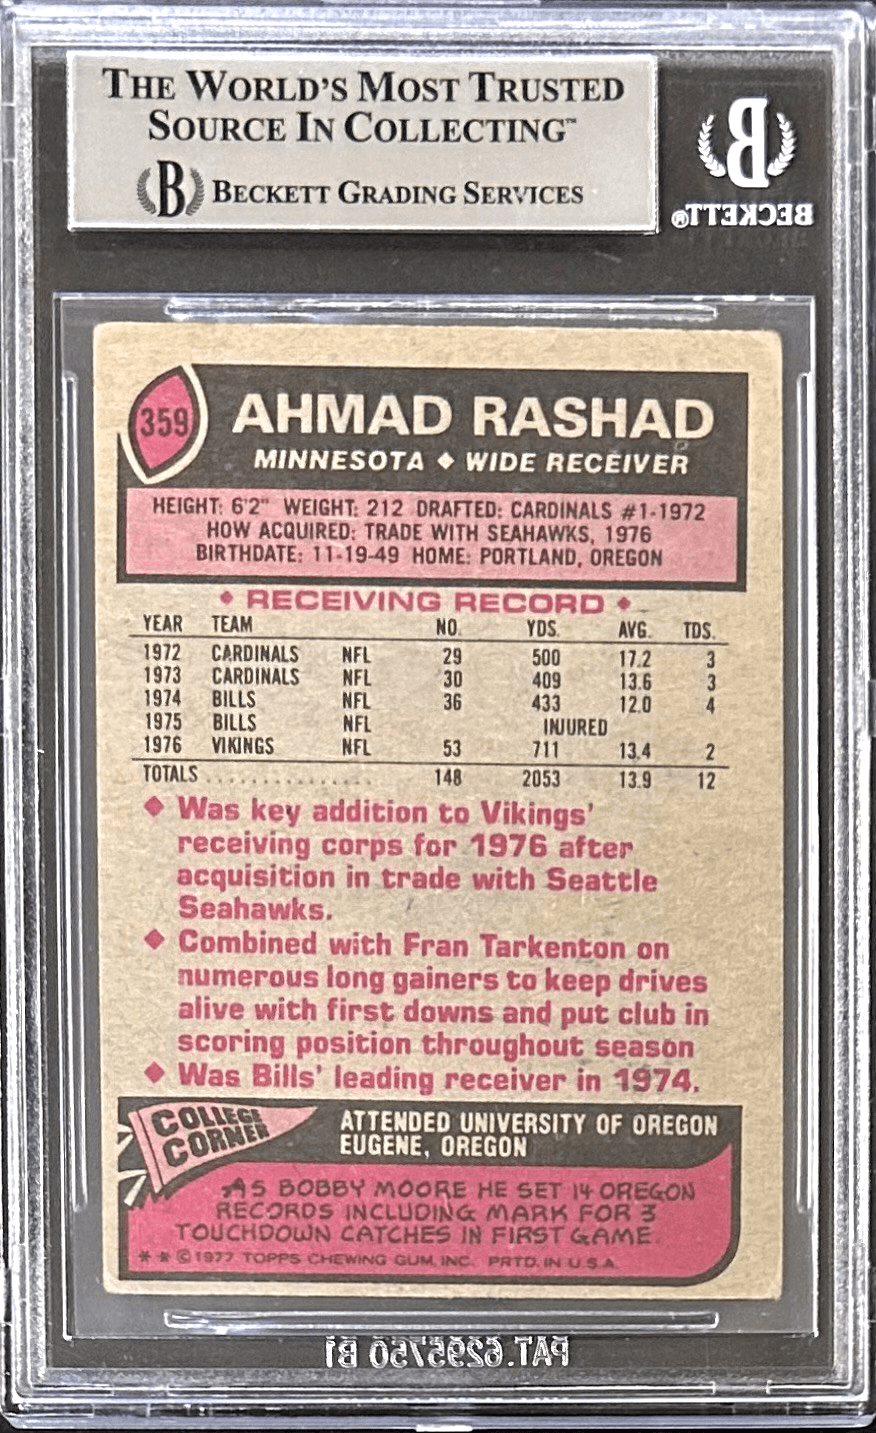 THE WORLD'S MOST TRUSTED
SOURCE IN COLLECTING™
B BECKETT GRADING SERVICES
B
BECKETT®
359
AHMAD RASHAD
MINNESOTA ◆ WIDE RECEIVER
HEIGHT: 6'2" WEIGHT: 212 DRAFTED: CARDINALS #1-1972
HOW ACQUIRED: TRADE WITH SEAHAWKS, 1976
BIRTHDATE: 11-19-49 HOME: PORTLAND, OREGON
◆ RECEIVING RECORD ◆
YEAR TEAM NO. YDS. AVG. TDS.
1972 CARDINALS NFL 29 500 17.2 3
1973 CARDINALS NFL 30 409 13.6 3
1974 BILLS NFL 36 433 12.0 4
1975 BILLS NFL INJURED
1976 VIKINGS NFL 53 711 13.4 2
TOTALS ................ 148 2053 13.9 12
◆ Was key addition to Vikings'
receiving corps for 1976 after
acquisition in trade with Seattle
Seahawks.
◆ Combined with Fran Tarkenton on
numerous long gainers to keep drives
alive with first downs and put club in
scoring position throughout season
◆ Was Bills' leading receiver in 1974.
COLLEGE
CORNER
ATTENDED UNIVERSITY OF OREGON
EUGENE, OREGON
AS BOBBY MOORE HE SET 14 OREGON
RECORDS INCLUDING MARK FOR 3
TOUCHDOWN CATCHES IN FIRST GAME.
* * © 1977 TOPPS CHEWING GUM, INC. PRTD. IN U.S.A.
PAT.6295750 B1